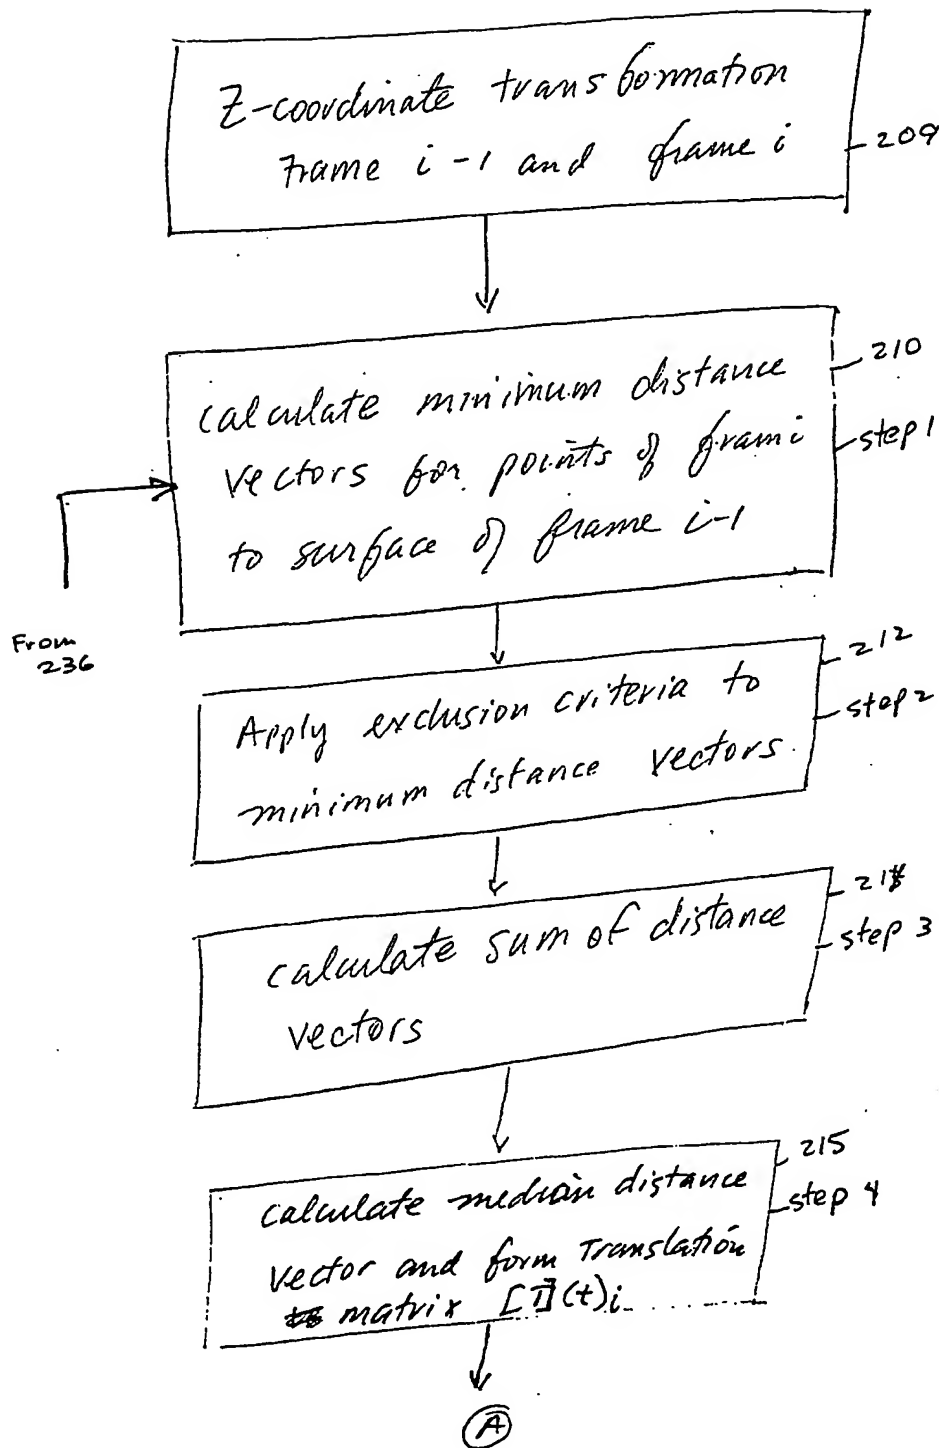 Z-coordinate transformation
Frame i-1 and frame i
209
calculate minimum distance
vectors for points of fram i
to surface of frame i-1
210
step 1
From
236
Apply exclusion criteria to
minimum distance vectors.
212
step 2
calculate sum of distance
vectors
step 3
calculate median distance
vector and form Translation
matrix [T](t)i
215
step 4
A